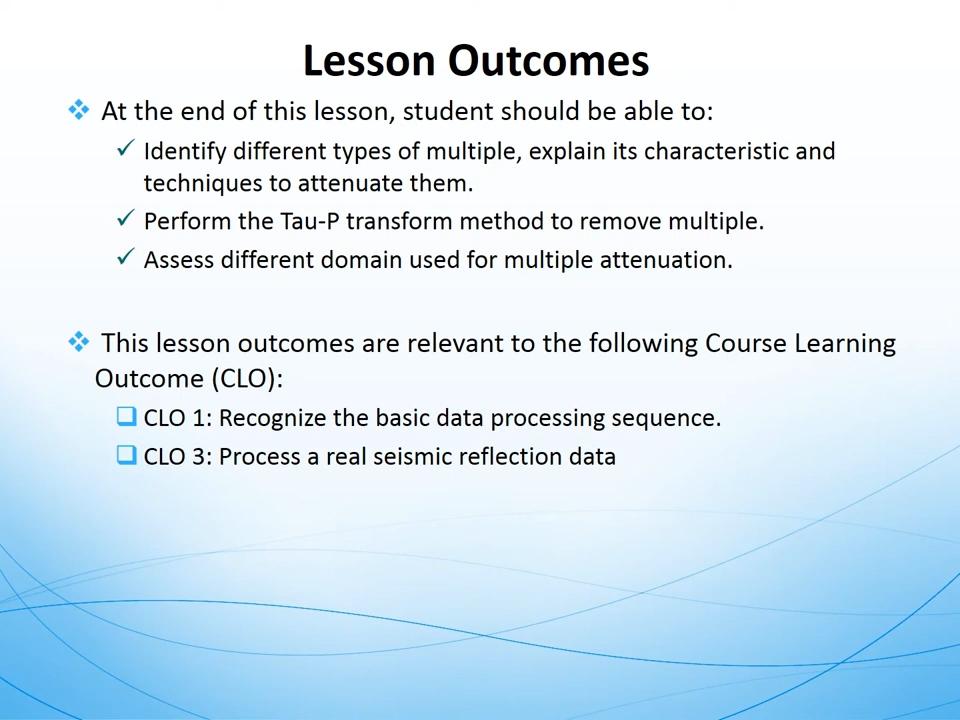 Lesson Outcomes
At the end of this lesson, student should be able to:
Identify different types of multiple, explain its characteristic and
techniques to attenuate them.
Perform the Tau-P transform method to remove multiple.
Assess different domain used for multiple attenuation.
This lesson outcomes are relevant to the following Course Learning
Outcome (CLO):
CLO 1: Recognize the basic data processing sequence.
CLO 3: Process a real seismic reflection data